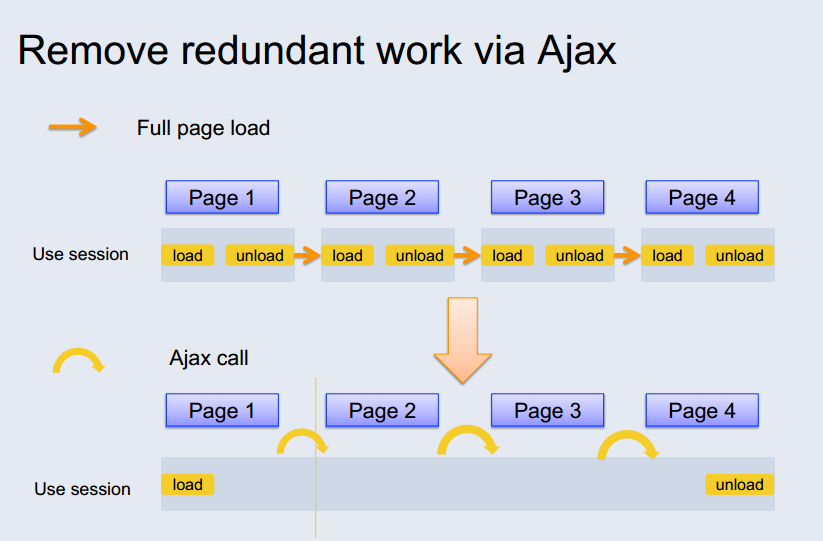 Remove redundant work via Ajax
Full page load
Page 1 Page 2 Page 3 Page 4
Use session load unload load unload load unload load unload
Ajax call
Page 1 Page 2 Page 3 Page 4
Use session load unload